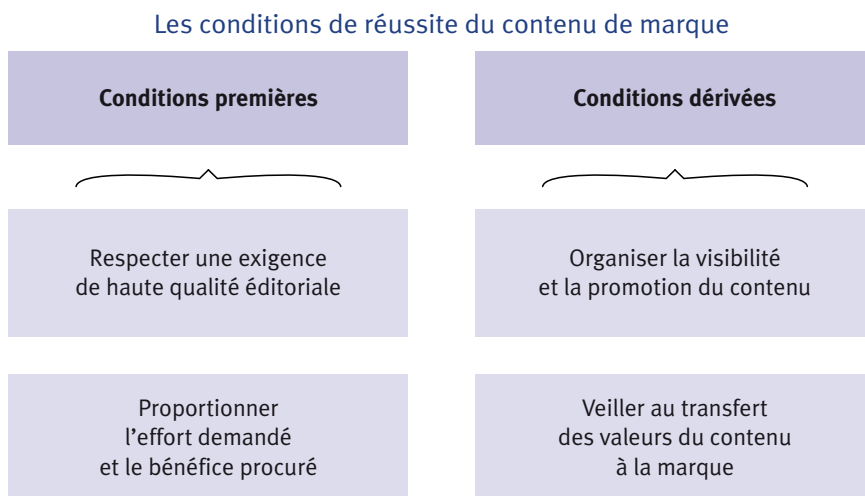 Les conditions de réussite du contenu de marque
Conditions premières
Respecter une exigence
de haute qualité éditoriale
Proportionner
l’effort demandé
et le bénéfice procuré
Conditions dérivées
Organiser la visibilité
et la promotion du contenu
Veiller au transfert
des valeurs du contenu
à la marque